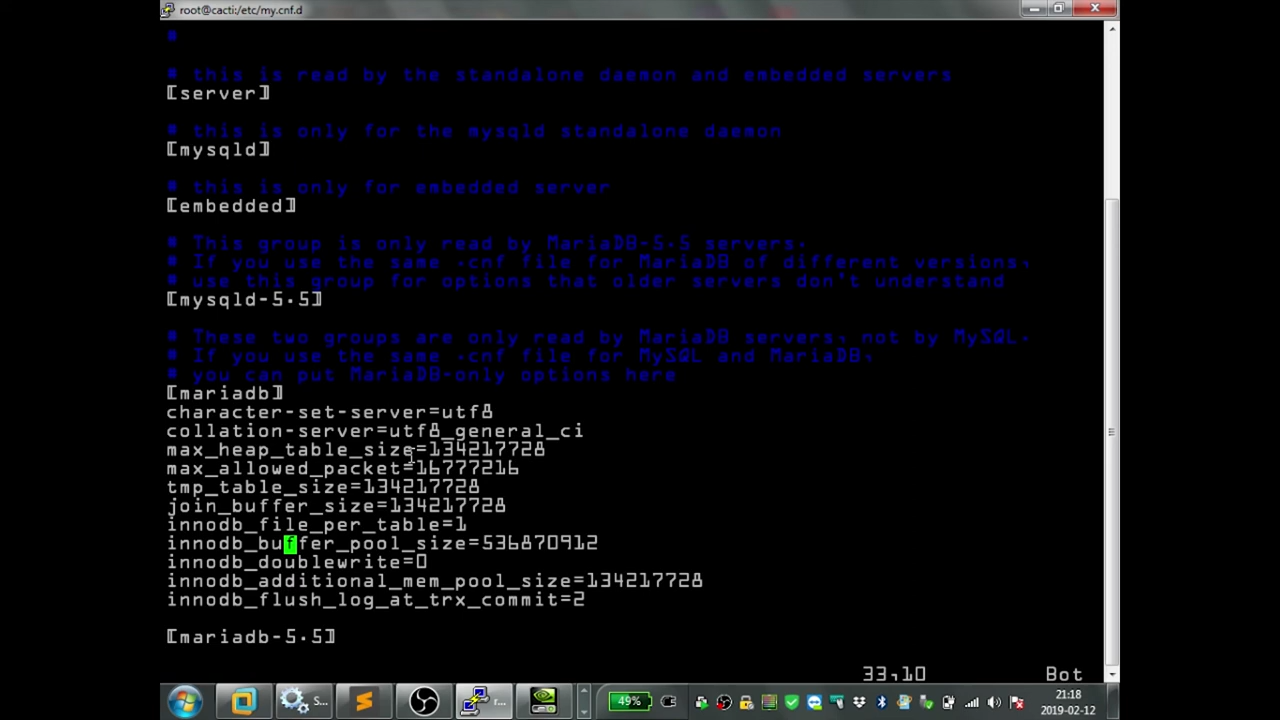 root@cacti:/etc/my.cnf.d
#
# this is read by the standalone daemon and embedded servers
[server]
# this is only for the mysqld standalone daemon
[mysqld]
# this is only for embedded server
[embedded]
# This group is only read by MariaDB-5.5 servers.
# If you use the same .cnf file for MariaDB of different versions,
# use this group for options that older servers don't understand
[mysqld-5.5]
# These two groups are only read by MariaDB servers, not by MySQL.
# If you use the same .cnf file for MySQL and MariaDB,
# you can put MariaDB-only options here
[mariadb]
character-set-server=utf8
collation-server=utf8_general_ci
max_heap_table_size=134217728
max_allowed_packet=16777216
tmp_table_size=134217728
join_buffer_size=134217728
innodb_file_per_table=1
innodb_buffer_pool_size=536870912
innodb_doublewrite=0
innodb_additional_mem_pool_size=134217728
innodb_flush_log_at_trx_commit=2
[mariadb-5.5]
33,10 Bot
S...
r...
49%
21:18
2019-02-12